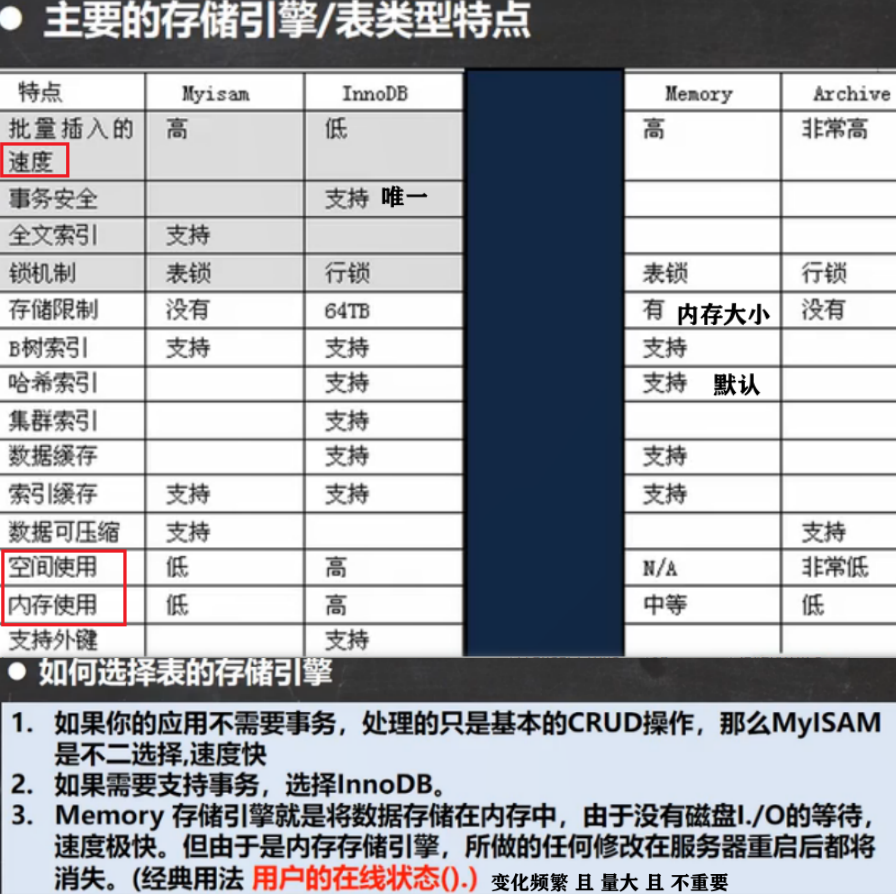 ● 主要的存储引擎/表类型特点
特点 Myisam InnoDB Memory Archive
批量插入的 高 低 高 非常高
速度
事务安全 支持 唯一
全文索引 支持
锁机制 表锁 行锁 表锁 行锁
存储限制 没有 64TB 有 内存大小 没有
B树索引 支持 支持 支持
哈希索引 支持 支持 默认
集群索引 支持
数据缓存 支持 支持
索引缓存 支持 支持 支持
数据可压缩 支持 支持
空间使用 低 高 N/A 非常低
内存使用 低 高 中等 低
支持外键 支持
● 如何选择表的存储引擎
1. 如果你的应用不需要事务，处理的只是基本的CRUD操作，那么MyISAM
是不二选择,速度快
2. 如果需要支持事务，选择InnoDB。
3. Memory 存储引擎就是将数据存储在内存中，由于没有磁盘I./O的等待，
速度极快。但由于是内存存储引擎，所做的任何修改在服务器重启后都将
消失。(经典用法 用户的在线状态().) 变化频繁 且 量大 且 不重要